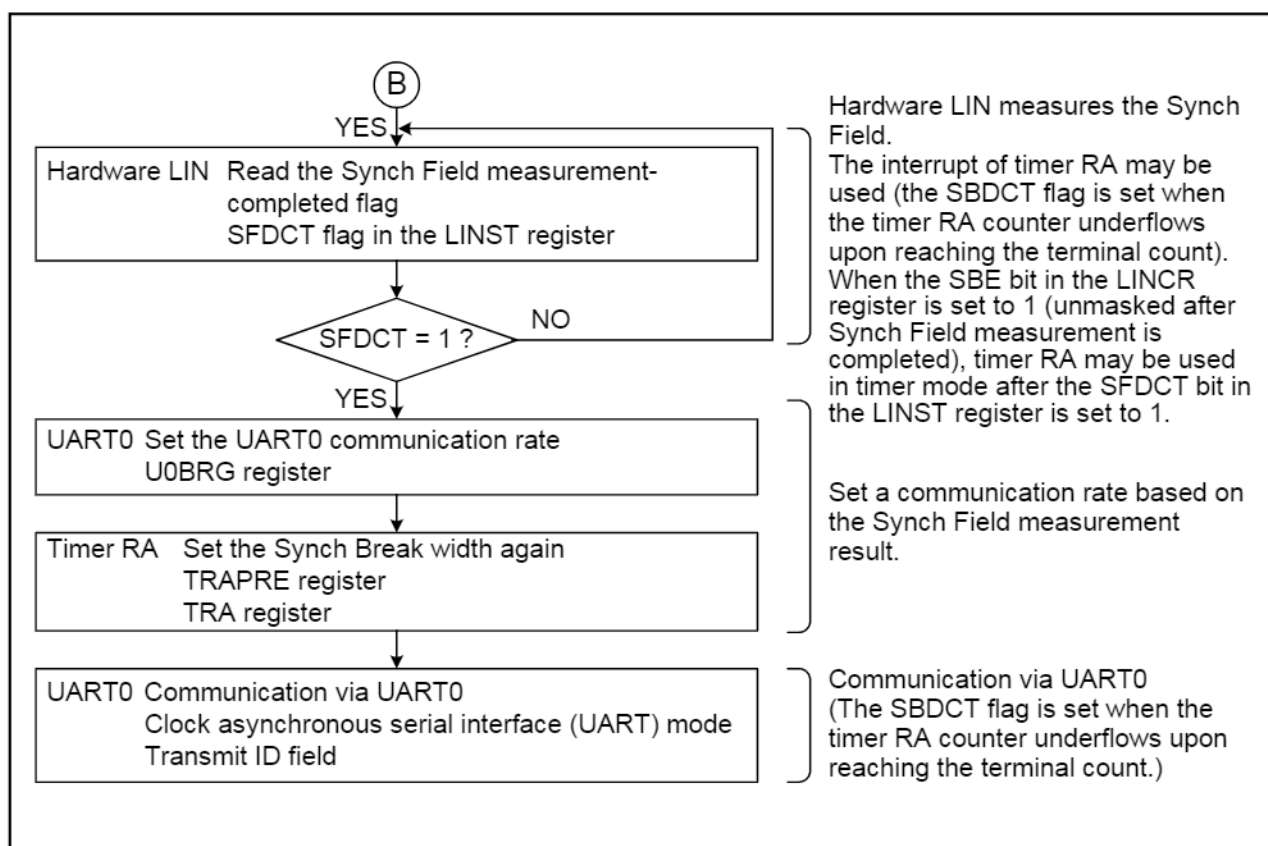 B
YES
Hardware LIN Read the Synch Field measurement-
completed flag
SFDCT flag in the LINST register
SFDCT = 1 ?
NO
YES
UART0 Set the UART0 communication rate
U0BRG register
Timer RA Set the Synch Break width again
TRAPRE register
TRA register
UART0 Communication via UART0
Clock asynchronous serial interface (UART) mode
Transmit ID field
Hardware LIN measures the Synch
Field.
The interrupt of timer RA may be
used (the SBDCT flag is set when
the timer RA counter underflows
upon reaching the terminal count).
When the SBE bit in the LINCR
register is set to 1 (unmasked after
Synch Field measurement is
completed), timer RA may be used
in timer mode after the SFDCT bit in
the LINST register is set to 1.
Set a communication rate based on
the Synch Field measurement
result.
Communication via UART0
(The SBDCT flag is set when the
timer RA counter underflows upon
reaching the terminal count.)